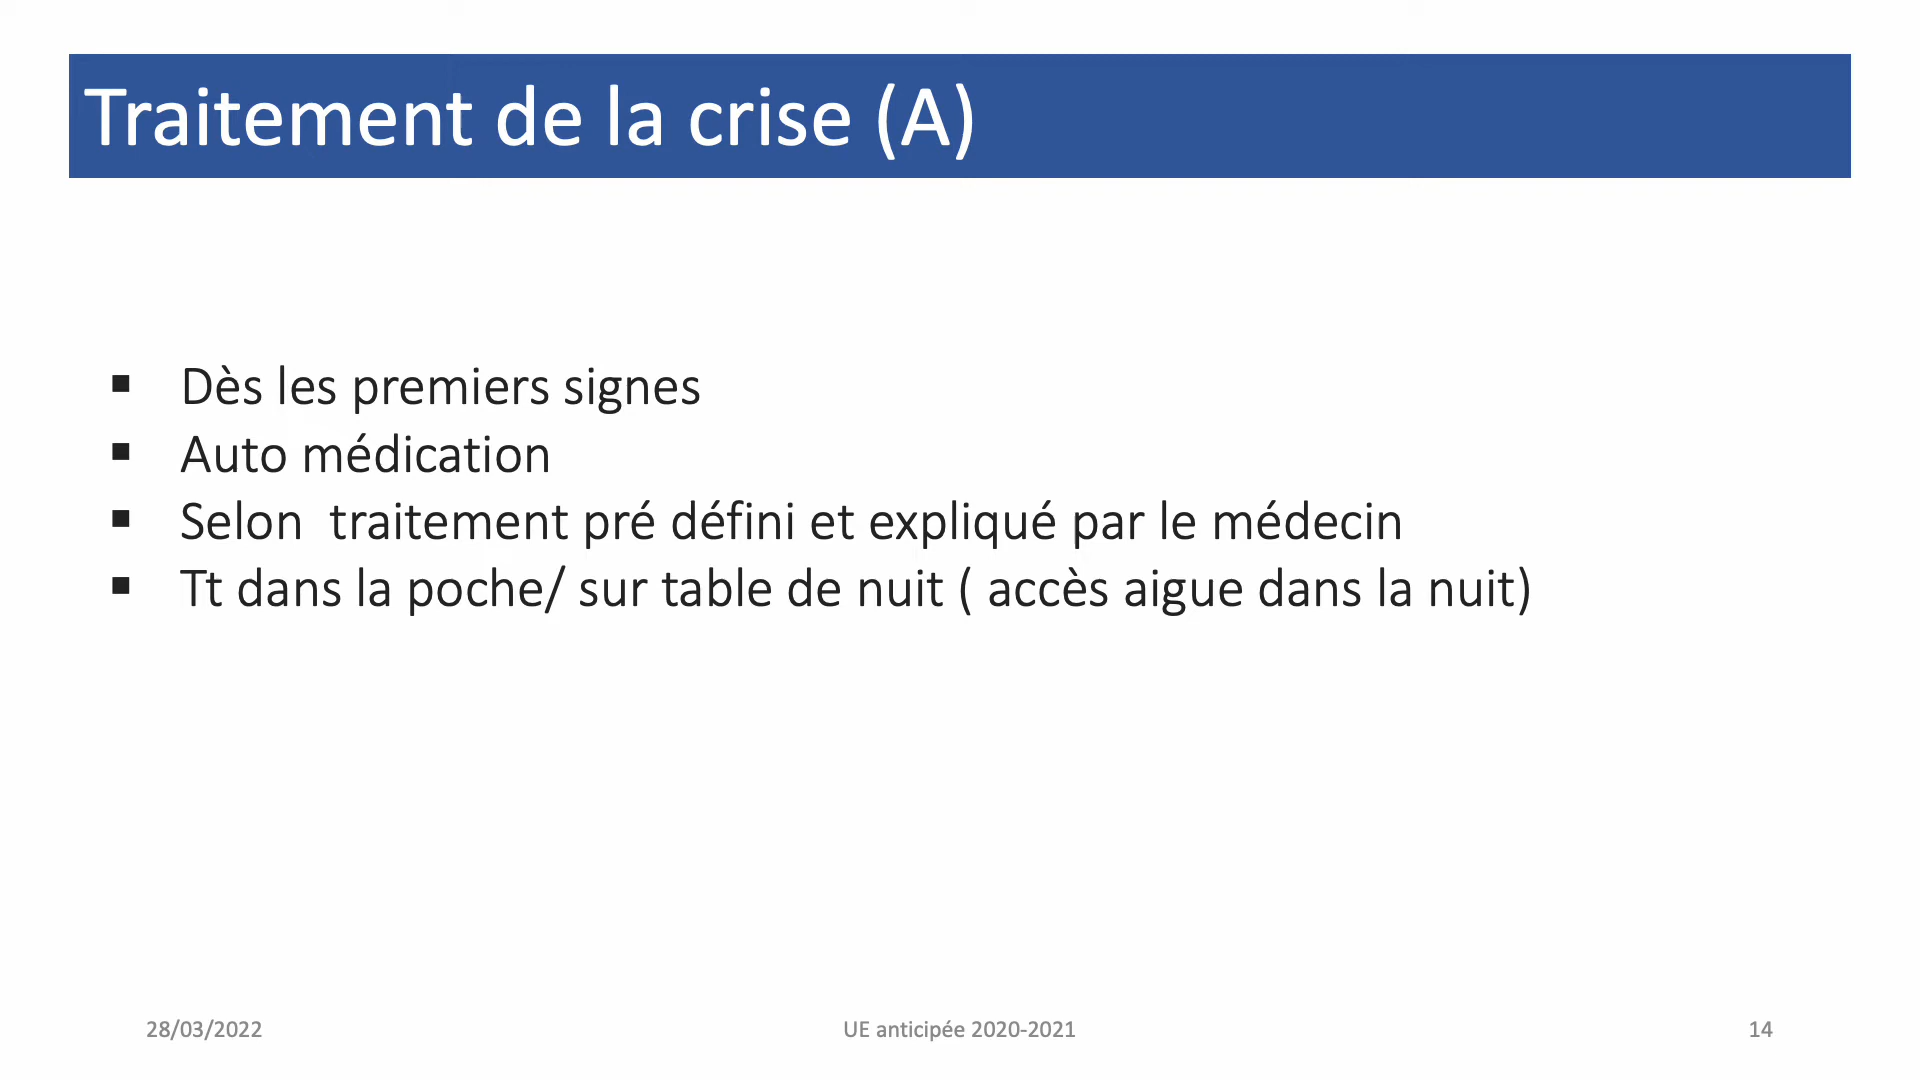 Traitement de la crise (A)
▪ Dès les premiers signes
▪ Auto médication
▪ Selon  traitement pré défini et expliqué par le médecin
▪ Tt dans la poche/ sur table de nuit ( accès aigue dans la nuit)
28/03/2022
UE anticipée 2020-2021
14